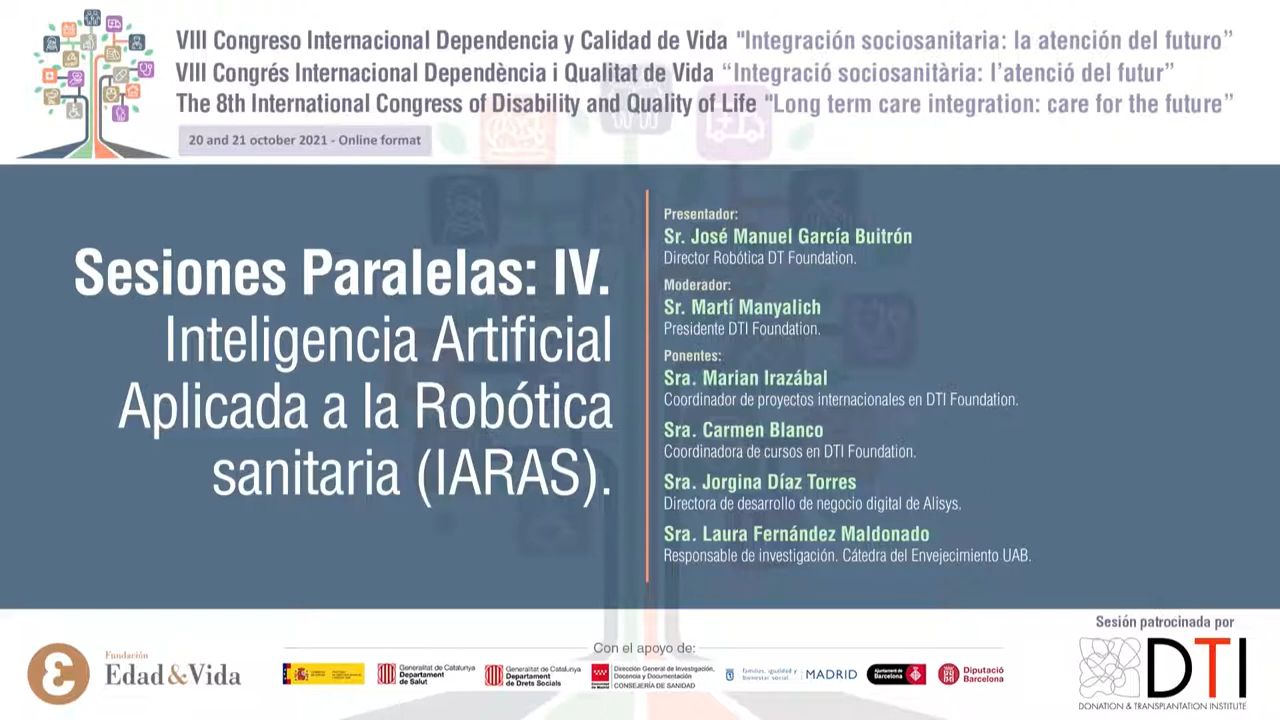 VIII Congreso Internacional Dependencia y Calidad de Vida "Integración sociosanitaria: la atención del futuro"
VIII Congrés Internacional Dependència i Qualitat de Vida "Integració sociosanitària: l'atenció del futur"
The 8th International Congress of Disability and Quality of Life "Long term care integration: care for the future"
20 and 21 october 2021 - Online format
Sesiones Paralelas: IV.
Inteligencia Artificial
Aplicada a la Robótica
sanitaria (IARAS).
Presentador:
Sr. José Manuel García Buitrón
Director Robótica DT Foundation.
Moderador:
Sr. Martí Manyalich
Presidente DTI Foundation.
Ponentes:
Sra. Marian Irazábal
Coordinador de proyectos internacionales en DTI Foundation.
Sra. Carmen Blanco
Coordinadora de cursos en DTI Foundation.
Sra. Jorgina Díaz Torres
Directora de desarrollo de negocio digital de Alisys.
Sra. Laura Fernández Maldonado
Responsable de investigación. Cátedra del Envejecimiento UAB.
Sesión patrocinada por
DTI
DONATION & TRANSPLANTATION INSTITUTE
Fundación
Edad&Vida
Con el apoyo de:
Generalitat de Catalunya
Departament
de Salut
Generalitat de Catalunya
Departament
de Drets Socials
Dirección General de Investigación,
Docencia y Documentación
CONSEJERÍA DE SANIDAD
familias, igualdad y
bienestar social
MADRID
Ajuntament de
Barcelona
Diputació
Barcelona